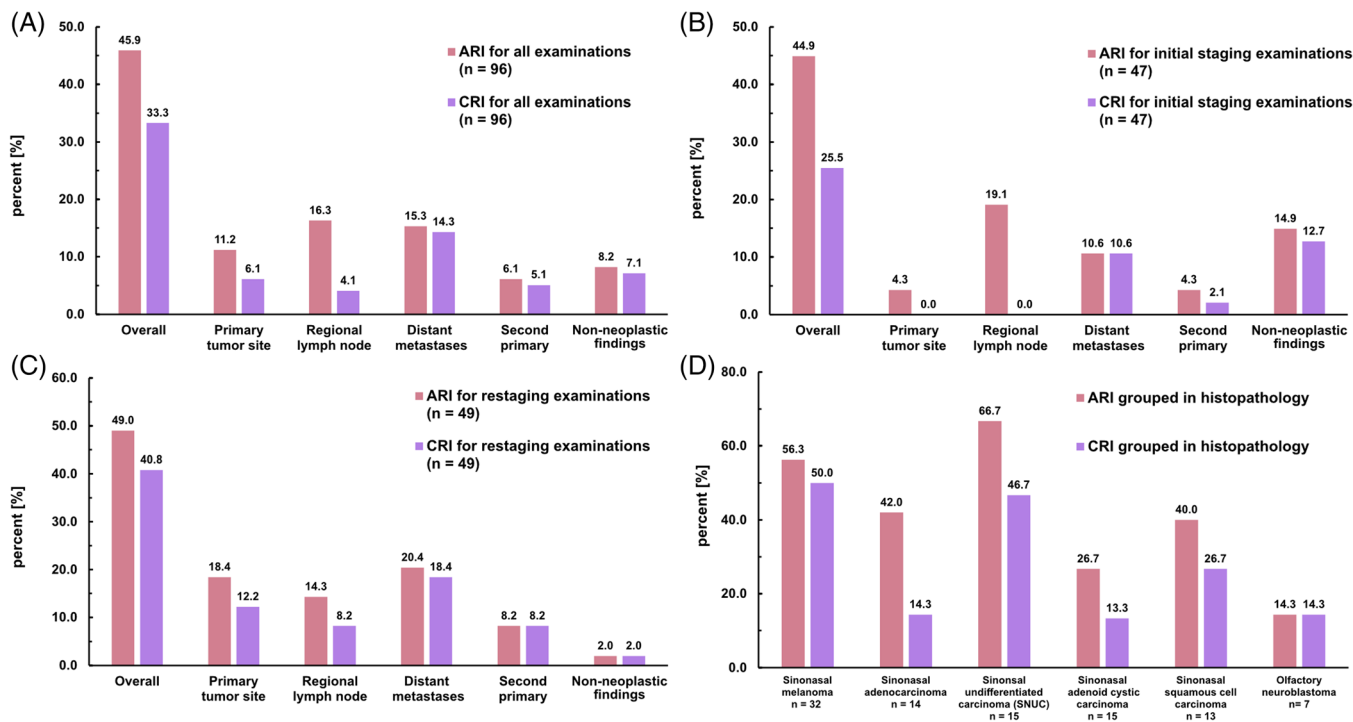 (A)
50.0
40.0
30.0
20.0
10.0
0.0
percent [%]
45.9
33.3
11.2
6.1
16.3
4.1
15.3
14.3
6.1
5.1
8.2
7.1
ARI for all examinations
(n = 96)
CRI for all examinations
(n = 96)
Overall
Primary
tumor site
Regional
lymph node
Distant
metastases
Second
primary
Non-neoplastic
findings
(B)
50.0
40.0
30.0
20.0
10.0
0.0
percent [%]
44.9
25.5
4.3
0.0
19.1
0.0
10.6
10.6
4.3
2.1
14.9
12.7
ARI for initial staging examinations
(n = 47)
CRI for initial staging examinations
(n = 47)
Overall
Primary
tumor site
Regional
lymph node
Distant
metastases
Second
primary
Non-neoplastic
findings
(C)
60.0
50.0
40.0
30.0
20.0
10.0
0.0
percent [%]
49.0
40.8
18.4
12.2
14.3
8.2
20.4
18.4
8.2
8.2
2.0
2.0
ARI for restaging examinations
(n = 49)
CRI for restaging examinations
(n = 49)
Overall
Primary
tumor site
Regional
lymph node
Distant
metastases
Second
primary
Non-neoplastic
findings
(D)
80.0
60.0
40.0
20.0
0.0
percent [%]
56.3
50.0
42.0
14.3
66.7
46.7
26.7
13.3
40.0
26.7
14.3
14.3
ARI grouped in histopathology
CRI grouped in histopathology
Sinonasal
melanoma
n = 32
Sinonasal
adenocarcinoma
n = 14
Sinonsal
undifferentiated
carcinoma (SNUC)
n = 15
Sinonasal
adenoid cystic
carcinoma
n = 15
Sinonasal
squamous cell
carcinoma
n = 13
Olfactory
neuroblastoma
n= 7